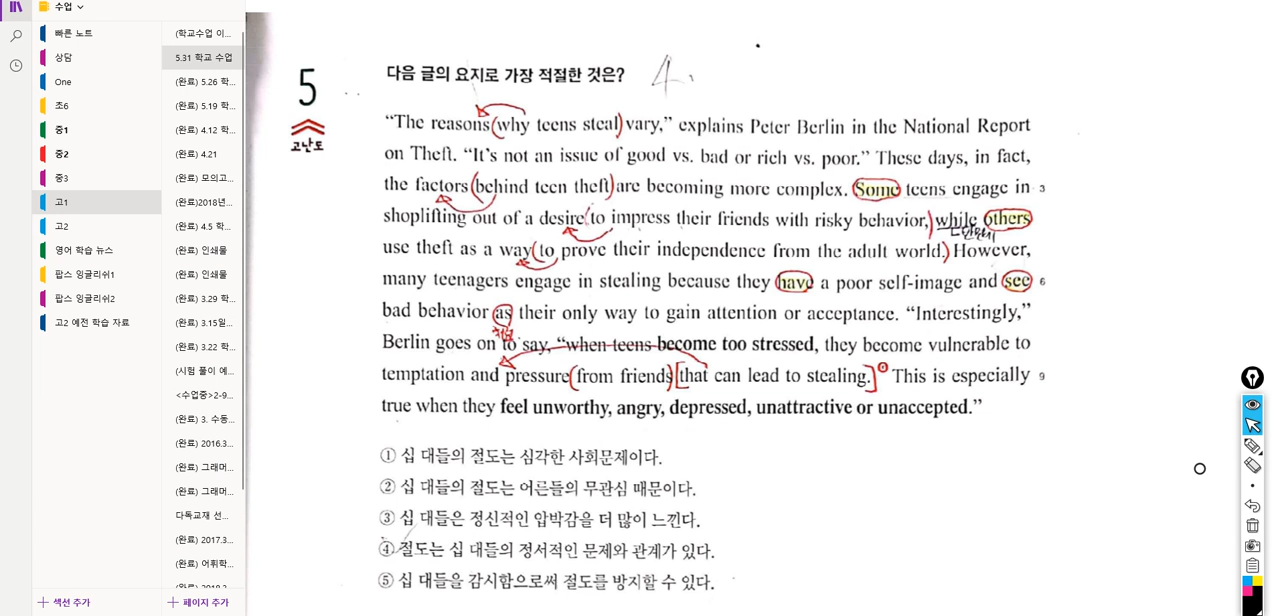 수업
빠른 노트
상담
One
초6
중1
중2
중3
고1
고2
영어 학습 뉴스
팝스 잉글리쉬1
팝스 잉글리쉬2
고2 예전 학습 자료
섹션 추가
(학교수업 이...
5.31 학교 수업
(완료) 5.26 학...
(완료) 5.19 학...
(완료) 4.12 학...
(완료) 4.21
(완료) 모의고...
(완료)2018년...
(완료) 4.5 학...
(완료) 인쇄물
(완료) 인쇄물
(완료) 3.29 학...
(완료) 3.15일...
(완료) 3.22 학...
(시험 풀이 예...
<수업중>2-9...
(완료) 3. 수동...
(완료) 2016.3...
(완료) 그래머...
(완료) 그래머...
다독교재 선...
(완료) 2017.3...
(완료) 어휘학...
페이지 추가
5
고난도
다음 글의 요지로 가장 적절한 것은? 4.
“The reasons (why teens steal) vary,” explains Peter Berlin in the National Report
on Theft. “It’s not an issue of good vs. bad or rich vs. poor.” These days, in fact,
the factors (behind teen theft) are becoming more complex. Some teens engage in 3
shoplifting out of a desire (to impress their friends with risky behavior,) while others
반면에
use theft as a way (to prove their independence from the adult world.) However,
many teenagers engage in stealing because they have a poor self-image and see 6
bad behavior as their only way to gain attention or acceptance. “Interestingly,”
처럼
Berlin goes on to say, “when teens become too stressed, they become vulnerable to
temptation and pressure (from friends) [that can lead to stealing.] ① This is especially 9
true when they feel unworthy, angry, depressed, unattractive or unaccepted.”
① 십 대들의 절도는 심각한 사회문제이다.
② 십 대들의 절도는 어른들의 무관심 때문이다.
③ 십 대들은 정신적인 압박감을 더 많이 느낀다.
④ 절도는 십 대들의 정서적인 문제와 관계가 있다.
⑤ 십 대들을 감시함으로써 절도를 방지할 수 있다.